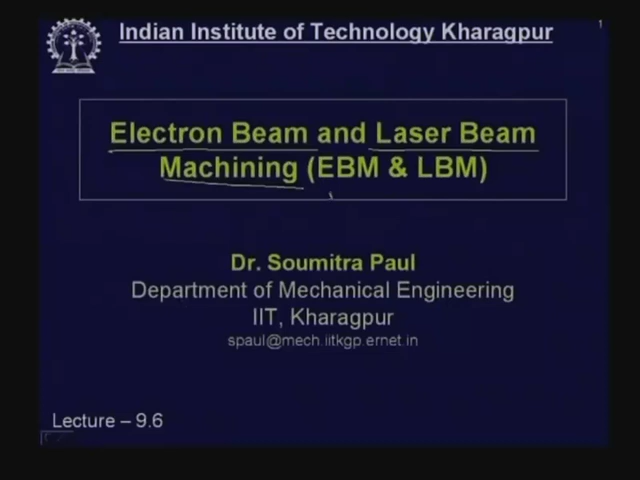 Indian Institute of Technology Kharagpur
1
Electron Beam and Laser Beam
Machining (EBM & LBM)
Dr. Soumitra Paul
Department of Mechanical Engineering
IIT, Kharagpur
spaul@mech.iitkgp.ernet.in
Lecture – 9.6